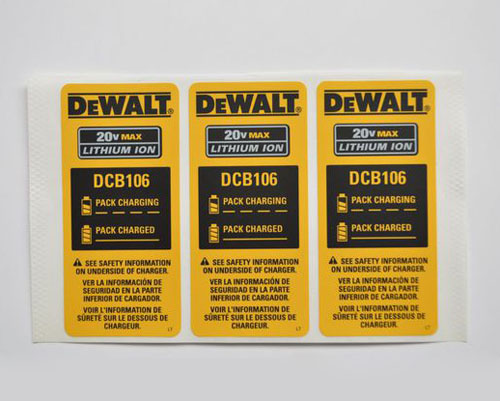 DEWALT®
20V MAX
LITHIUM ION
DCB106
PACK CHARGING
PACK CHARGED
SEE SAFETY INFORMATION
ON UNDERSIDE OF CHARGER.
VER LA INFORMACIÓN DE
SEGURIDAD EN LA PARTE
INFERIOR DE CARGADOR.
VOIR L'INFORMATION DE
SÛRETÉ SUR LE DESSOUS DE
CHARGEUR.
LT
DEWALT®
20V MAX
LITHIUM ION
DCB106
PACK CHARGING
PACK CHARGED
SEE SAFETY INFORMATION
ON UNDERSIDE OF CHARGER.
VER LA INFORMACIÓN DE
SEGURIDAD EN LA PARTE
INFERIOR DE CARGADOR.
VOIR L'INFORMATION DE
SÛRETÉ SUR LE DESSOUS DE
CHARGEUR.
LT
DEWALT®
20V MAX
LITHIUM ION
DCB106
PACK CHARGING
PACK CHARGED
SEE SAFETY INFORMATION
ON UNDERSIDE OF CHARGER.
VER LA INFORMACIÓN DE
SEGURIDAD EN LA PARTE
INFERIOR DE CARGADOR.
VOIR L'INFORMATION DE
SÛRETÉ SUR LE DESSOUS DE
CHARGEUR.
LT